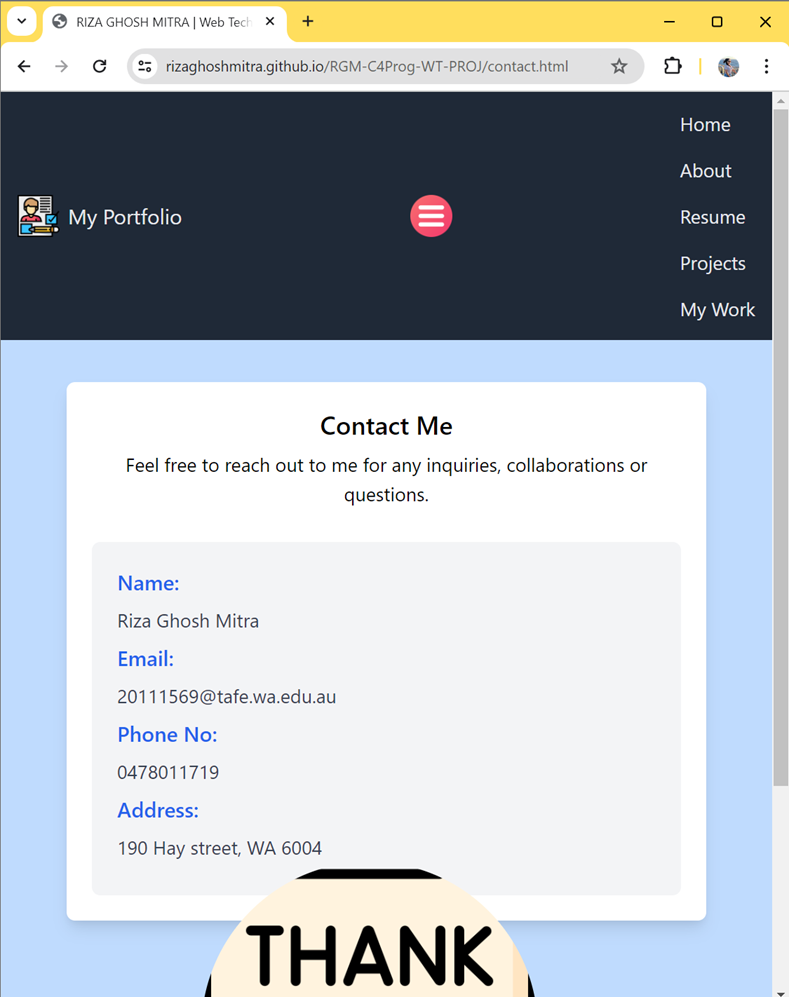 RIZA GHOSH MITRA | Web Tech
rizaghoshmitra.github.io/RGM-C4Prog-WT-PROJ/contact.html
Home
About
Resume
Projects
My Work
My Portfolio
Contact Me
Feel free to reach out to me for any inquiries, collaborations or
questions.
Name:
Riza Ghosh Mitra
Email:
20111569@tafe.wa.edu.au
Phone No:
0478011719
Address:
190 Hay street, WA 6004
THANK